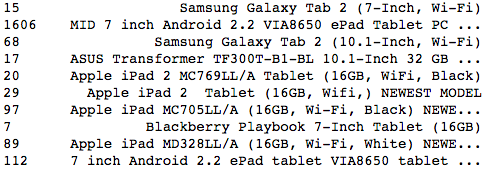 15 Samsung Galaxy Tab 2 (7-Inch, Wi-Fi)
1606 MID 7 inch Android 2.2 VIA8650 ePad Tablet PC ...
68 Samsung Galaxy Tab 2 (10.1-Inch, Wi-Fi)
17 ASUS Transformer TF300T-B1-BL 10.1-Inch 32 GB ...
20 Apple iPad 2 MC769LL/A Tablet (16GB, WiFi, Black)
29 Apple iPad 2  Tablet (16GB, Wifi,) NEWEST MODEL
97 Apple iPad MC705LL/A (16GB, Wi-Fi, Black) NEWE...
7 Blackberry Playbook 7-Inch Tablet (16GB)
89 Apple iPad MD328LL/A (16GB, Wi-Fi, White) NEWE...
112 7 inch Android 2.2 ePad tablet VIA8650 tablet ...